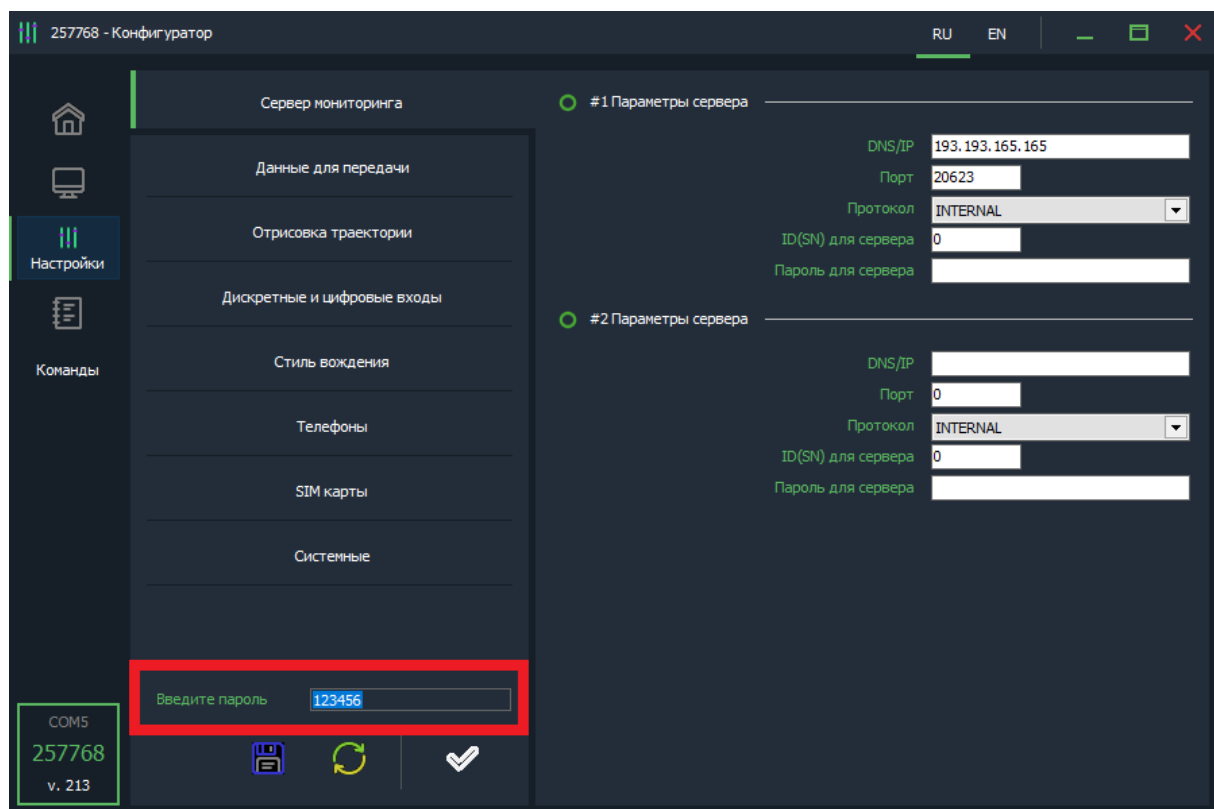 257768 - Конфигуратор
RU EN
Сервер мониторинга
Данные для передачи
Отрисовка траектории
Настройки
Дискретные и цифровые входы
Стиль вождения
Команды
Телефоны
SIM карты
Системные
Введите пароль 123456
COM5
257768
v. 213
#1 Параметры сервера
DNS/IP 193.193.165.165
Порт 20623
Протокол INTERNAL
ID(SN) для сервера 0
Пароль для сервера
#2 Параметры сервера
DNS/IP
Порт 0
Протокол INTERNAL
ID(SN) для сервера 0
Пароль для сервера